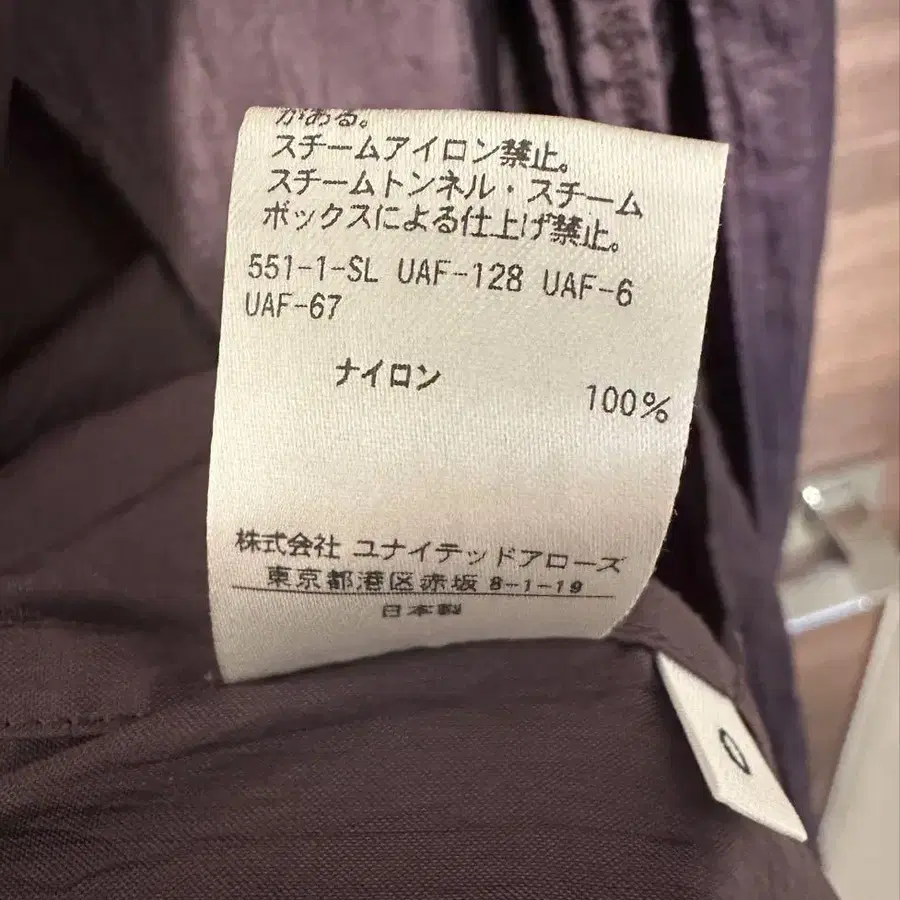 がある。
スチームアイロン禁止。
スチームトンネル・スチーム
ボックスによる仕上げ禁止。
551-1-SL UAF-128 UAF-6
UAF-67
ナイロン 100%
株式会社 ユナイテッドアローズ
東京都港区赤坂 8-1-19
日本製
0